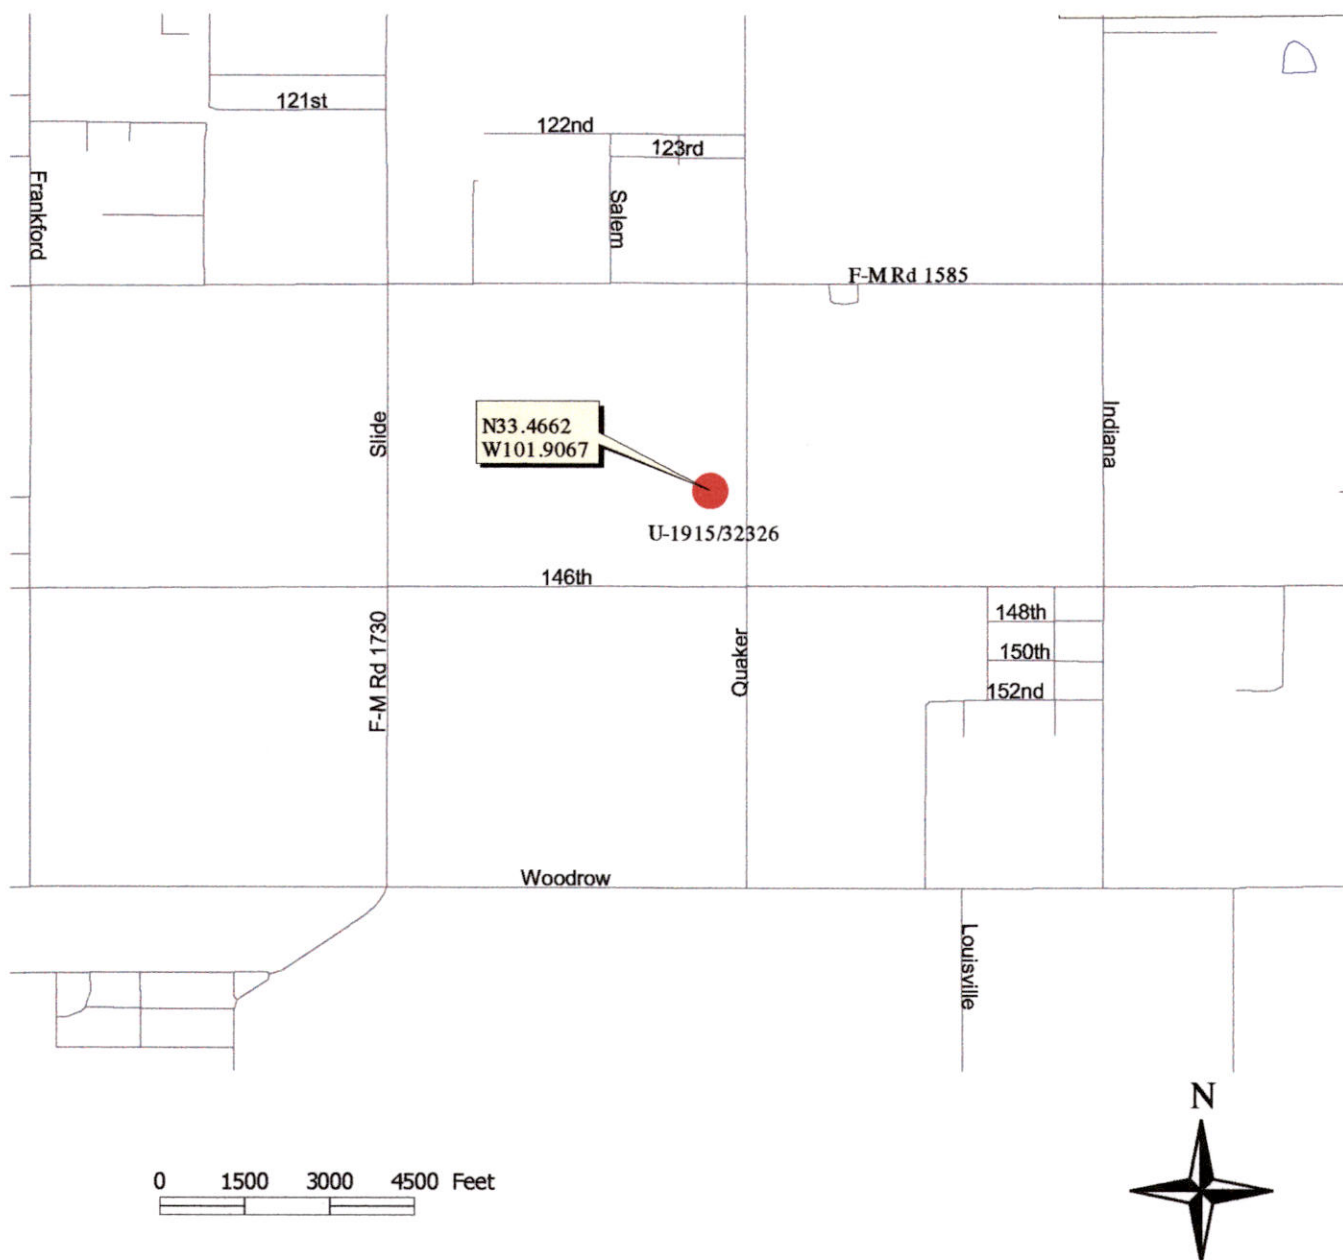 121st
122nd
123rd
Frankford
Salem
F-M Rd 1585
Slide
N33.4662
W101.9067
Indiana
U-1915/32326
146th
F-M Rd 1730
Quaker
148th
150th
152nd
Woodrow
Louisville
N
0 1500 3000 4500 Feet